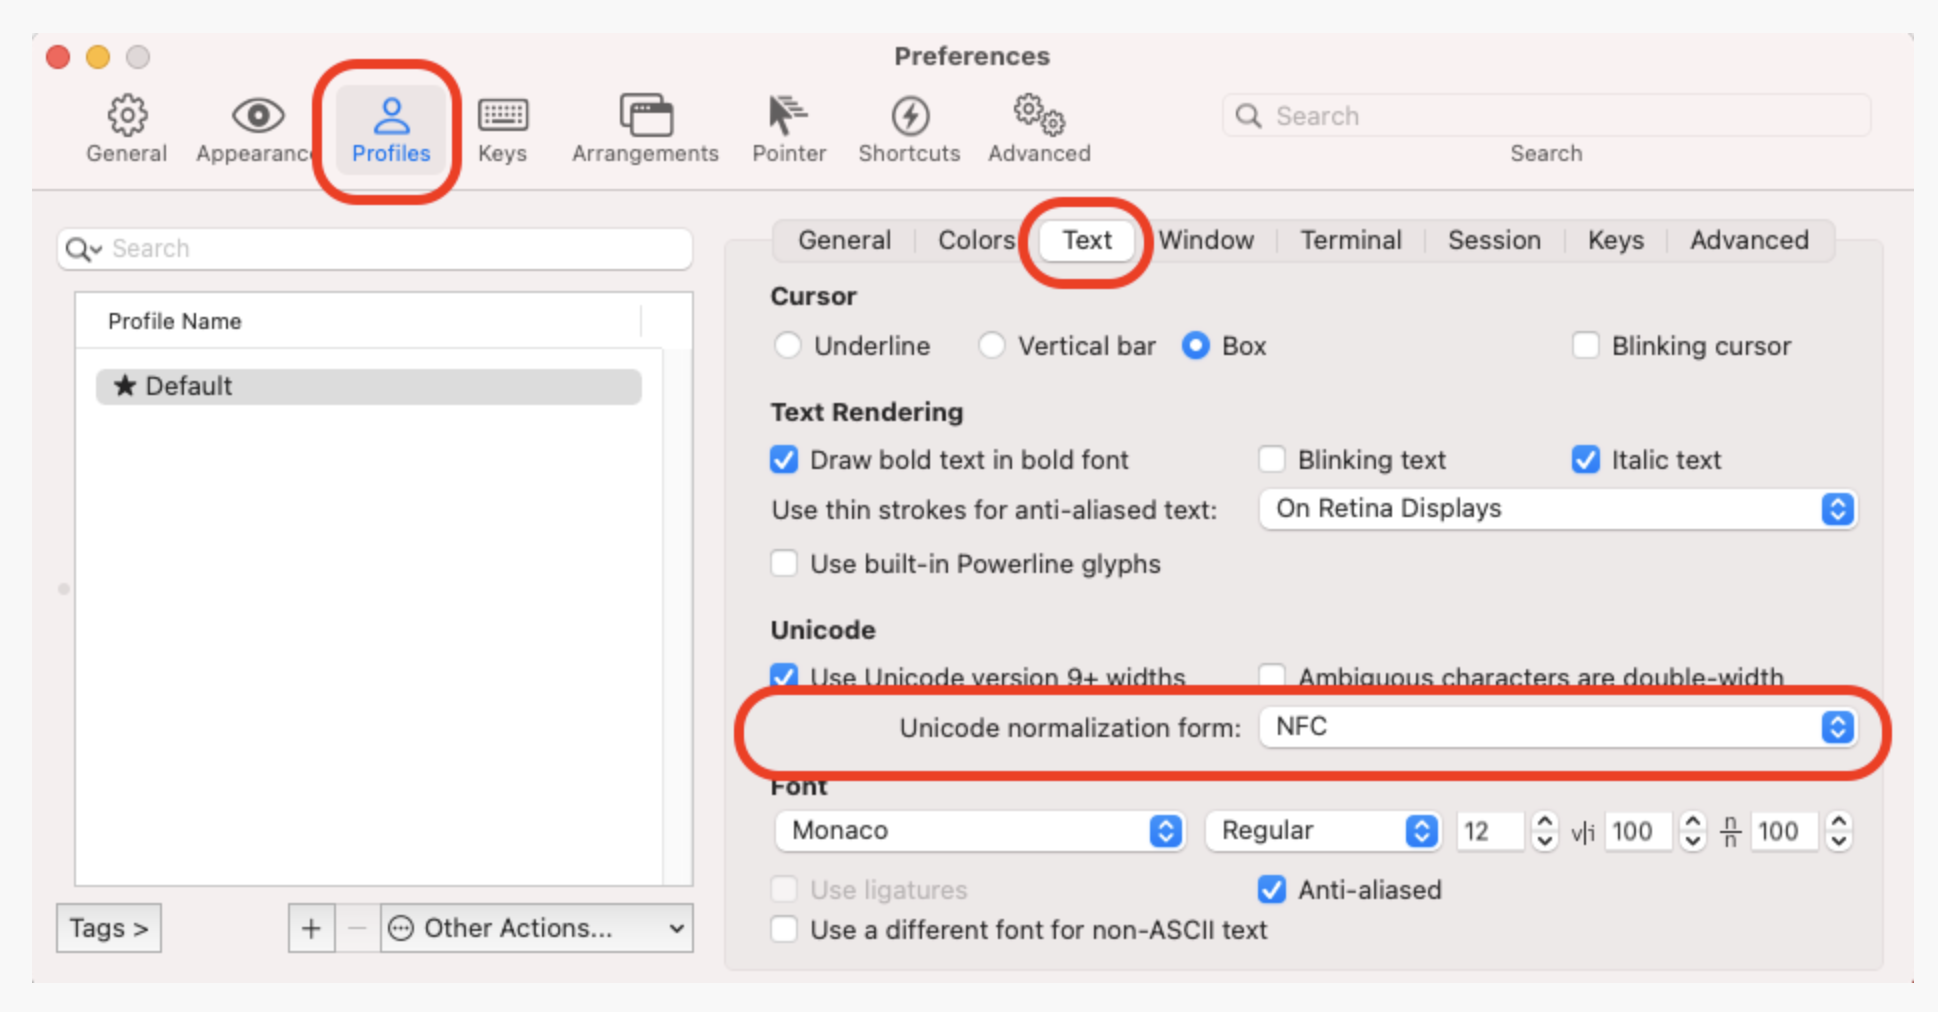 Preferences
General Appearance Profiles Keys Arrangements Pointer Shortcuts Advanced
Search
Search
Search
Profile Name
★ Default
Tags >
+ − Other Actions...
General Colors Text Window Terminal Session Keys Advanced
Cursor
Underline Vertical bar Box Blinking cursor
Text Rendering
Draw bold text in bold font Blinking text Italic text
Use thin strokes for anti-aliased text: On Retina Displays
Use built-in Powerline glyphs
Unicode
Use Unicode version 9+ widths Ambiguous characters are double-width
Unicode normalization form: NFC
Font
Monaco Regular 12 v|i 100 n/n 100
Use ligatures Anti-aliased
Use a different font for non-ASCII text